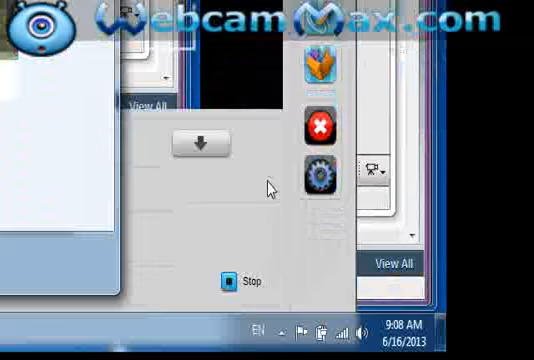 WebcamMax.com
View All
View All
Stop
EN
9:08 AM
6/16/2013